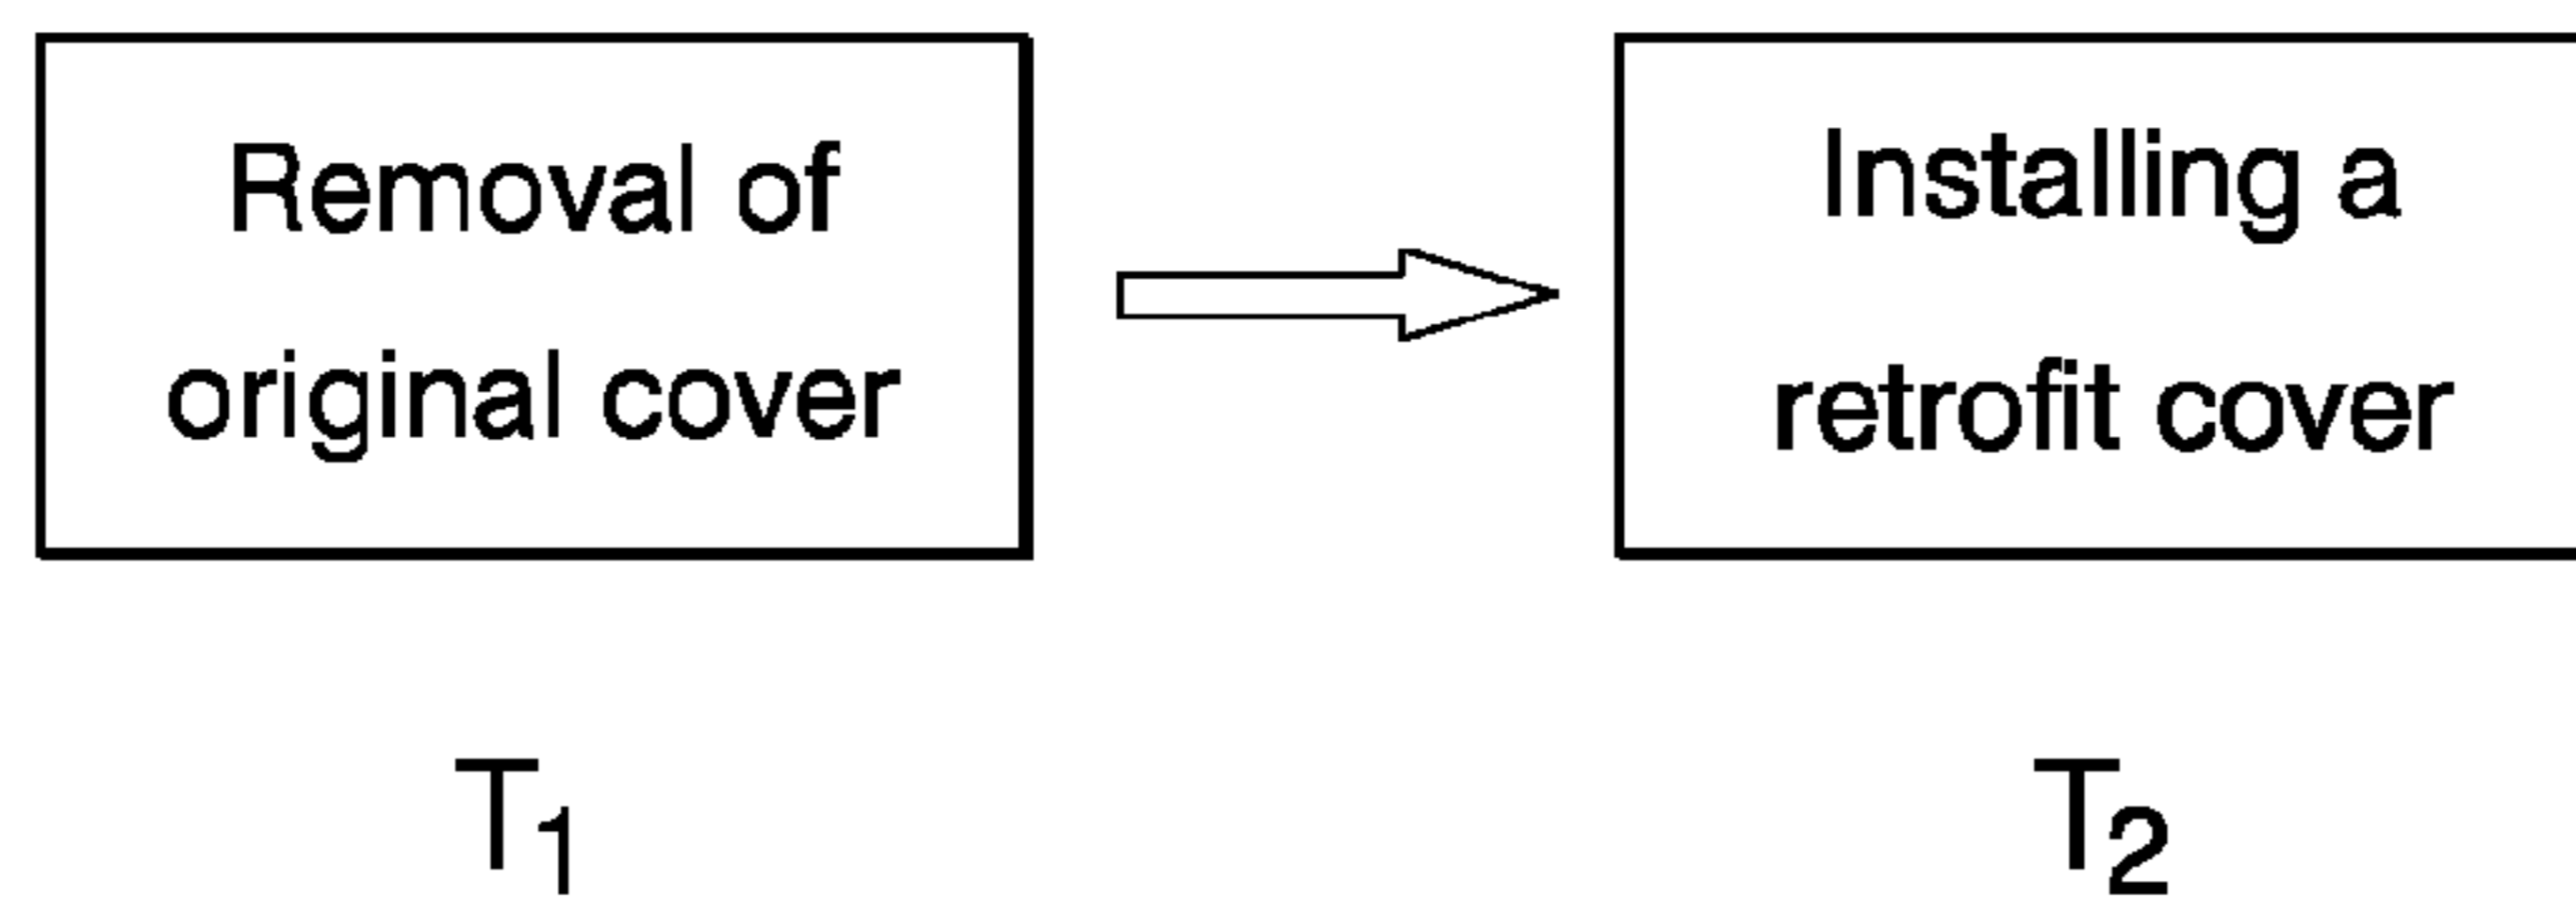 Removal of
original cover
Installing a
retrofit cover
T1
T2